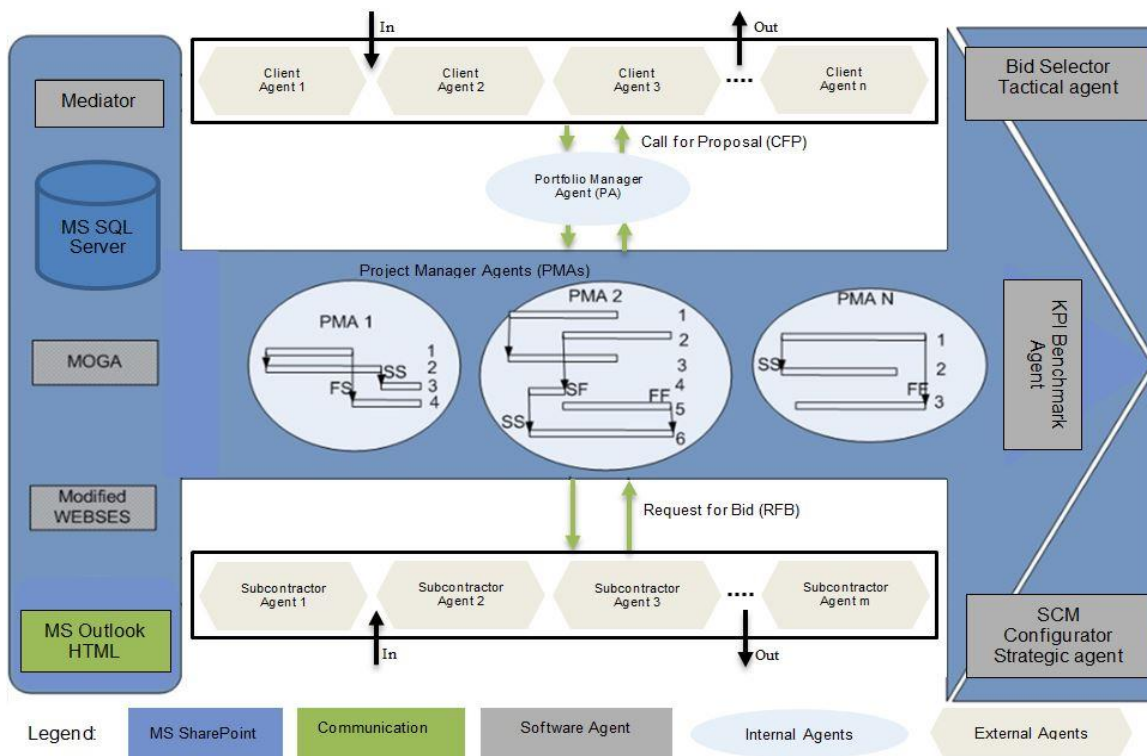 In
Out
Mediator
Client
Agent 1
Client
Agent 2
Client
Agent 3
....
Client
Agent n
Bid Selector
Tactical agent
Call for Proposal (CFP)
Portfolio Manager
Agent (PA)
MS SQL
Server
Project Manager Agents (PMAs)
PMA 1
1
2
SS
3
FS
4
PMA 2
1
2
3
4
SF
FF
5
SS
6
PMA N
1
SS
2
FF
3
KPI Benchmark
Agent
MOGA
Modified
WEBSES
Request for Bid (RFB)
Subcontractor
Agent 1
Subcontractor
Agent 2
Subcontractor
Agent 3
....
Subcontractor
Agent m
MS Outlook
HTML
SCM
Configurator
Strategic agent
In
Out
Legend:
MS SharePoint
Communication
Software Agent
Internal Agents
External Agents